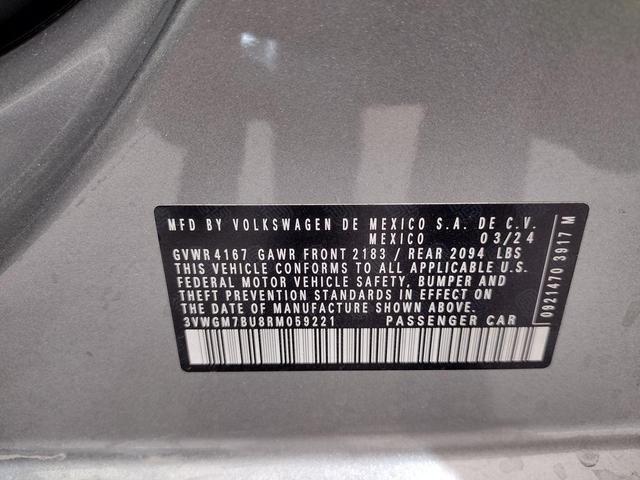 MFD BY VOLKSWAGEN DE MEXICO S.A. DE C.V.
MEXICO 03/24
GVWR 4167 GAWR FRONT 2183 / REAR 2094 LBS
THIS VEHICLE CONFORMS TO ALL APPLICABLE U.S.
FEDERAL MOTOR VEHICLE SAFETY, BUMPER AND
THEFT PREVENTION STANDARDS IN EFFECT ON
THE DATE OF MANUFACTURE SHOWN ABOVE.
3VWGM7BU8RM059221 PASSENGER CAR
0921470 3917 M